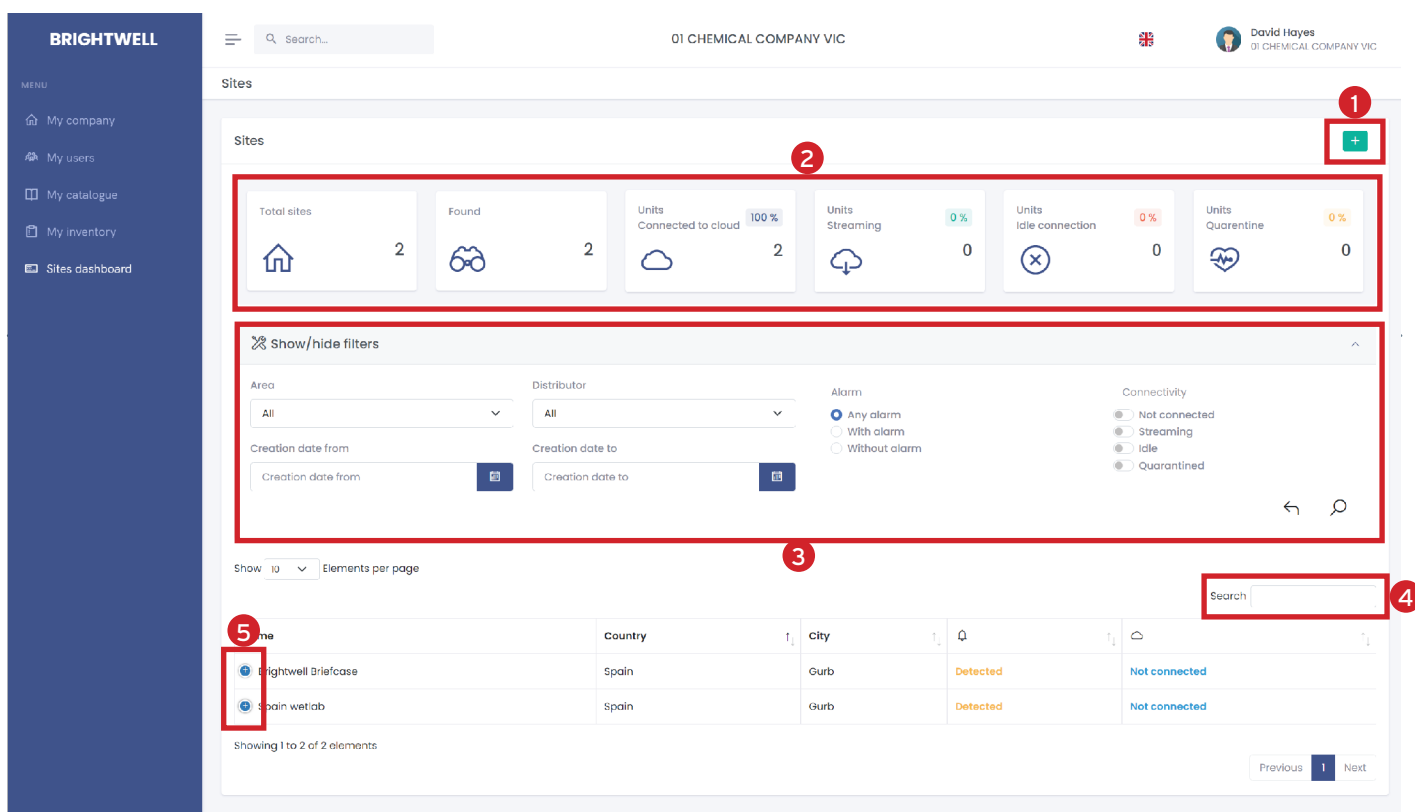 BRIGHTWELL
Search...
01 CHEMICAL COMPANY VIC
David Hayes
01 CHEMICAL COMPANY VIC
MENU
My company
My users
My catalogue
My inventory
Sites dashboard
Sites
1
Sites
+
2
Total sites
2
Found
2
Units
Connected to cloud
100 %
2
Units
Streaming
0 %
0
Units
Idle connection
0 %
0
Units
Quarentine
0 %
0
Show/hide filters
Area
All
Distributor
All
Creation date from
Creation date from
Creation date to
Creation date to
Alarm
Any alarm
With alarm
Without alarm
Connectivity
Not connected
Streaming
Idle
Quarantined
3
Show 10 Elements per page
Search
4
5
me Country City
Brightwell Briefcase Spain Gurb Detected Not connected
Spain wetlab Spain Gurb Detected Not connected
Showing 1 to 2 of 2 elements
Previous 1 Next